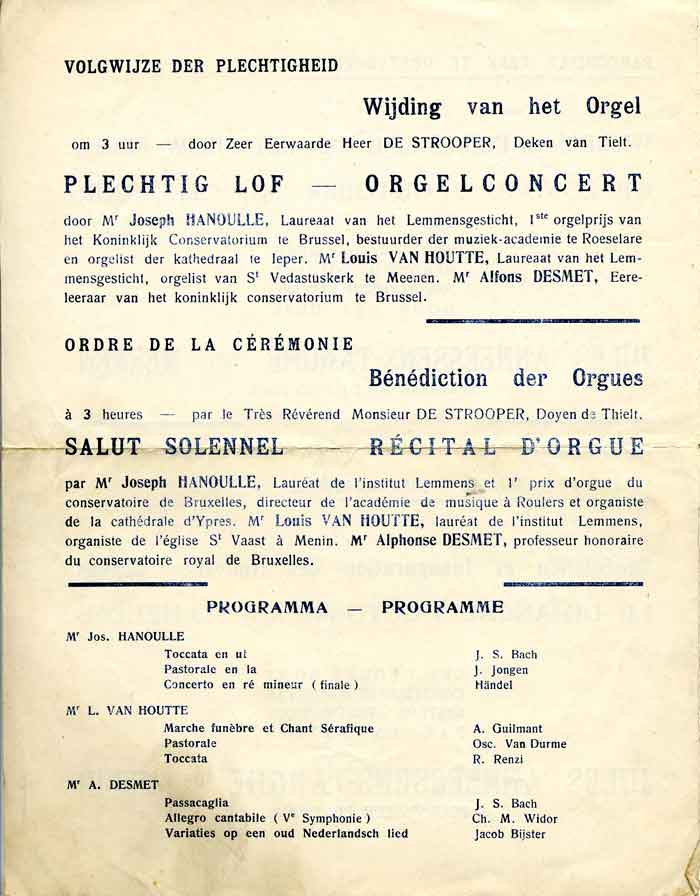 VOLGWIJZE DER PLECHTIGHEID
Wijding van het Orgel
om 3 uur — door Zeer Eerwaarde Heer DE STROOPER, Deken van Tielt.
PLECHTIG LOF — ORGELCONCERT
door Mr Joseph HANOULLE, Laureaat van het Lemmensgesticht, 1ste orgelprijs van
het Koninklijk Conservatorium te Brussel, bestuurder der muziek-academie te Roeselare
en orgelist der kathedraal te Ieper. Mr Louis VAN HOUTTE, Laureaat van het Lem-
mensgesticht, orgelist van St Vedastuskerk te Meenen. Mr Alfons DESMET, Eere-
leeraar van het koninklijk conservatorium te Brussel.
ORDRE DE LA CÉRÉMONIE
Bénédiction der Orgues
à 3 heures — par le Très Révérend Monsieur DE STROOPER, Doyen de Thielt.
SALUT SOLENNEL — RÉCITAL D'ORGUE
par Mr Joseph HANOULLE, Lauréat de l'institut Lemmens et 1r prix d'orgue du
conservatoire de Bruxelles, directeur de l'académie de musique à Roulers et organiste
de la cathédrale d'Ypres. Mr Louis VAN HOUTTE, lauréat de l'institut Lemmens,
organiste de l'église St Vaast à Menin. Mr Alphonse DESMET, professeur honoraire
du conservatoire royal de Bruxelles.
PROGRAMMA — PROGRAMME
Mr Jos. HANOULLE
Toccata en ut J. S. Bach
Pastorale en la J. Jongen
Concerto en ré mineur ( finale ) Händel
Mr L. VAN HOUTTE
Marche funèbre et Chant Sérafique A. Guilmant
Pastorale Osc. Van Durme
Toccata R. Renzi
Mr A. DESMET
Passacaglia J. S. Bach
Allegro cantabile ( Ve Symphonie ) Ch. M. Widor
Variaties op een oud Nederlandsch lied Jacob Bijster